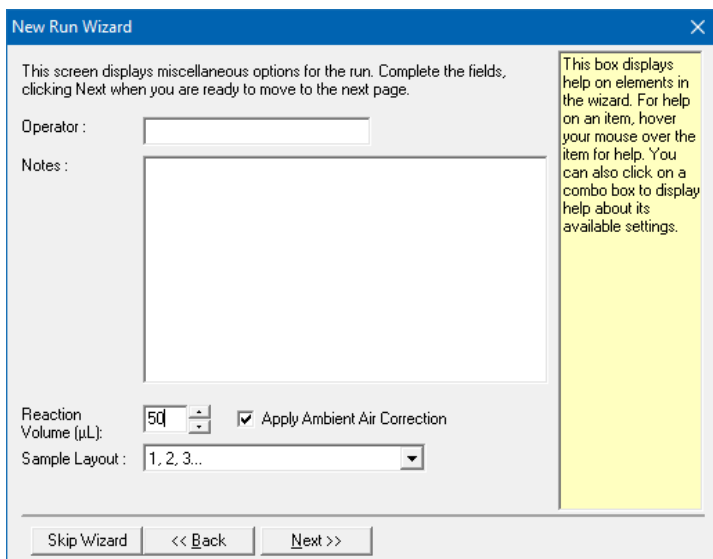 New Run Wizard
This screen displays miscellaneous options for the run. Complete the fields,
clicking Next when you are ready to move to the next page.
Operator :
Notes :
Reaction
Volume (µL):
50
Apply Ambient Air Correction
Sample Layout :
1, 2, 3...
Skip Wizard
<< Back
Next >>
This box displays
help on elements in
the wizard. For help
on an item, hover
your mouse over the
item for help. You
can also click on a
combo box to display
help about its
available settings.